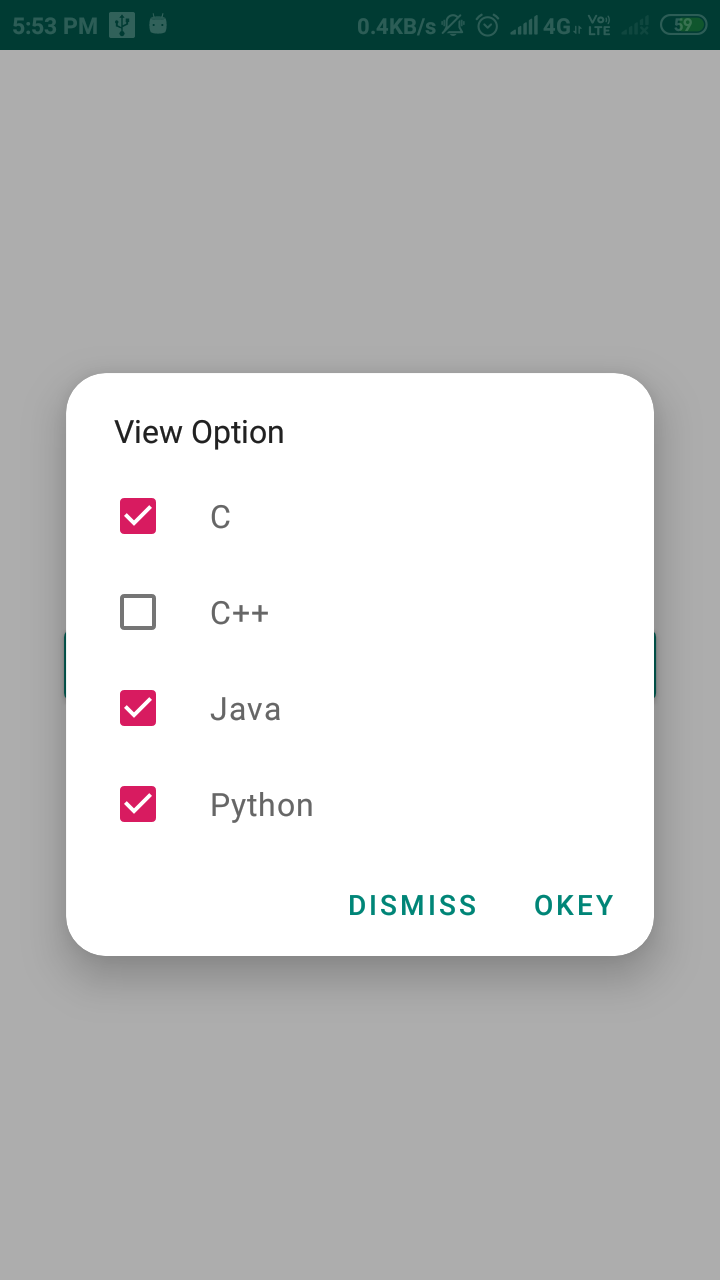 5:53 PM 0.4KB/s 4G Vo LTE 59
View Option
C
C++
Java
Python
DISMISS OKEY